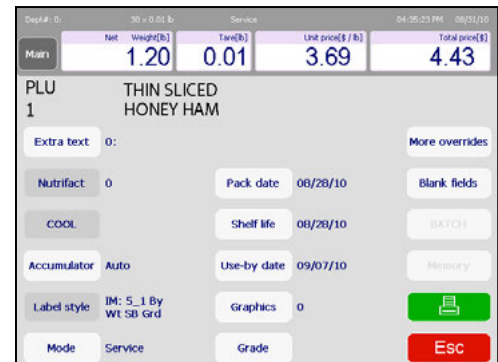 Dept#: 0: 30 x 0.01 lb Service 04:35:23 PM 08/31/10
Main Net Weight[lb] Tare[lb] Unit price[$ / lb] Total price[$]
1.20 0.01 3.69 4.43
PLU THIN SLICED
1 HONEY HAM
Extra text 0: More overrides
Nutrifact 0 Pack date 08/28/10 Blank fields
COOL Shelf life 08/28/10 BATCH
Accumulator Auto Use-by date 09/07/10 Memory
Label style IM: 5_1 By Wt SB Grd Graphics 0
Mode Service Grade Esc